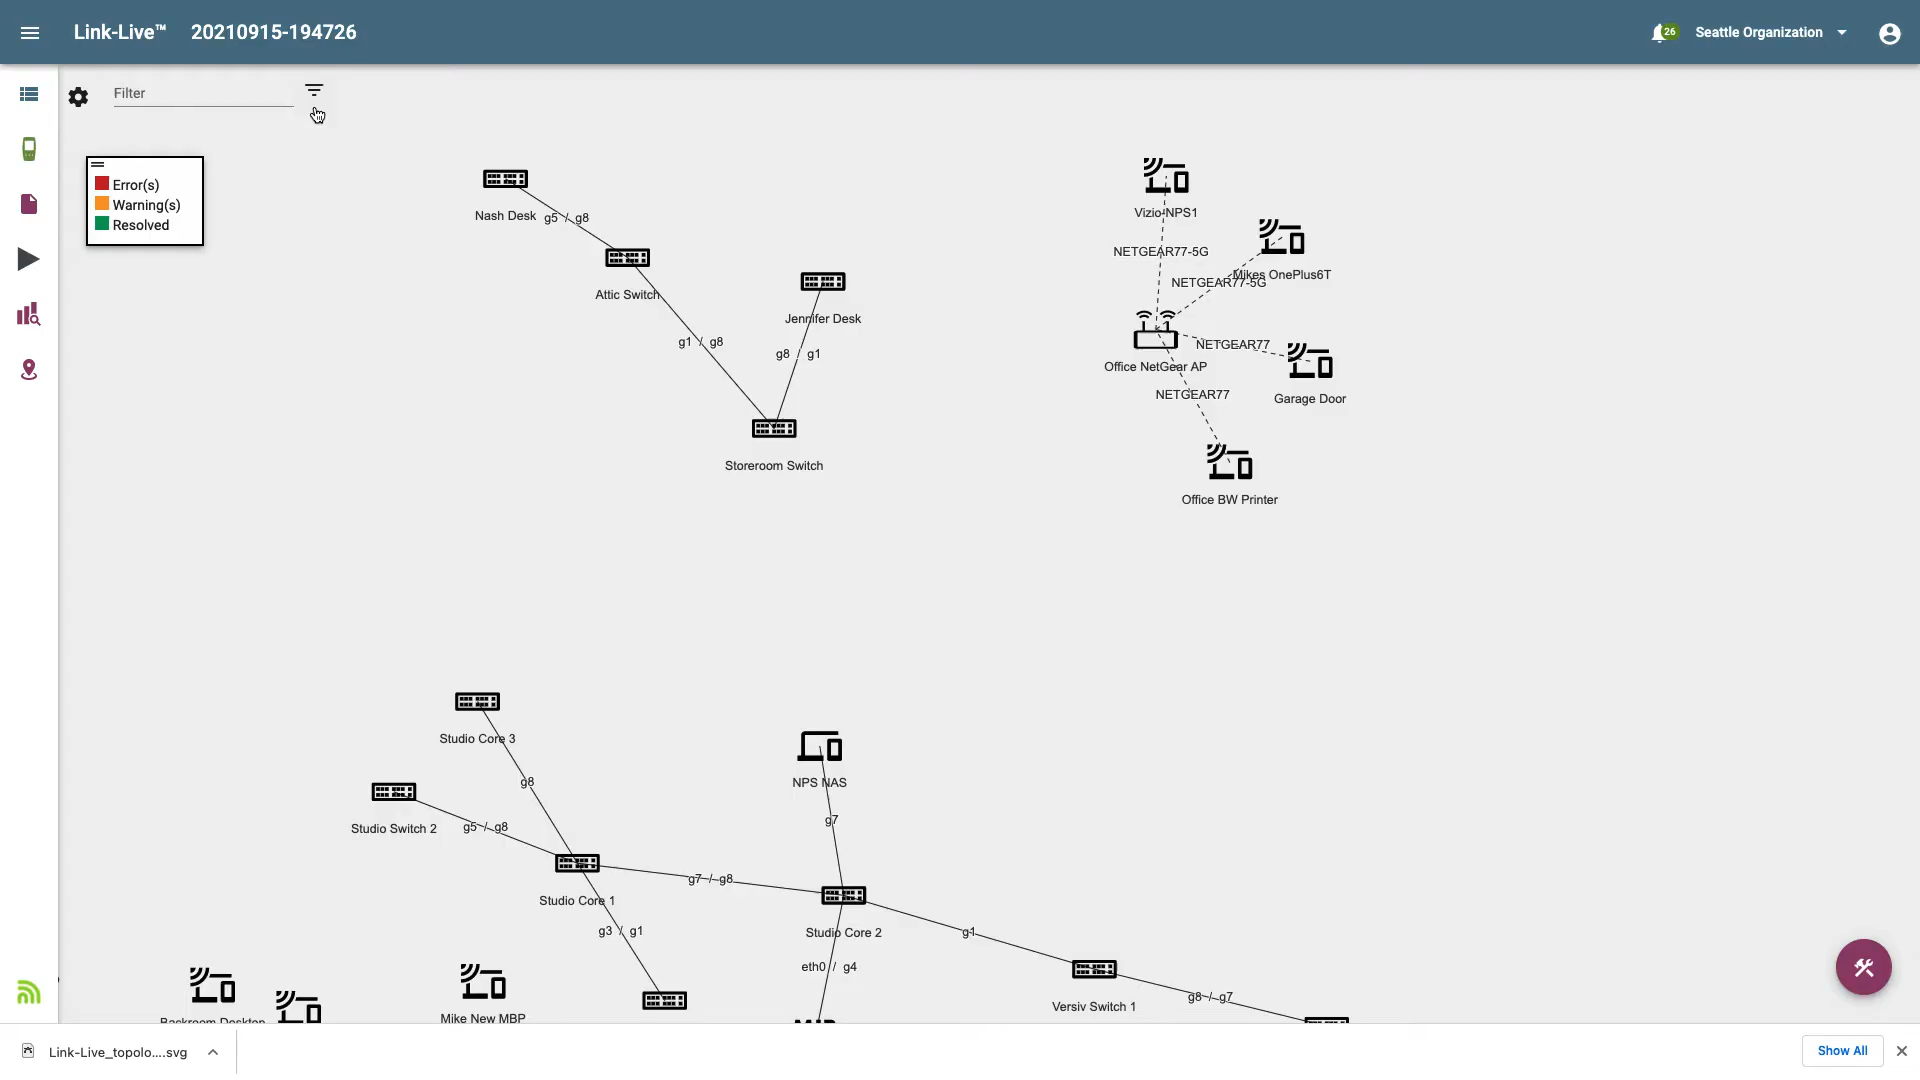 Link-Live™ 20210915-194726
26
Seattle Organization
Filter
Error(s)
Warning(s)
Resolved
Nash Desk
g5 / g8
Attic Switch
Jennifer Desk
g1 / g8
g8 / g1
Storeroom Switch
Vizio-NPS1
NETGEAR77-5G
Mikes OnePlus6T
NETGEAR77-5G
NETGEAR77
Office NetGear AP
NETGEAR77
Garage Door
Office BW Printer
Studio Core 3
g8
NPS NAS
g7
Studio Switch 2
g5 / g8
Studio Core 1
g7 / g8
g3 / g1
Studio Core 2
g1
eth0 / g4
Versiv Switch 1
g8 / g7
Backroom Desktop
Mike New MBP
Link-Live_topolo....svg
Show All